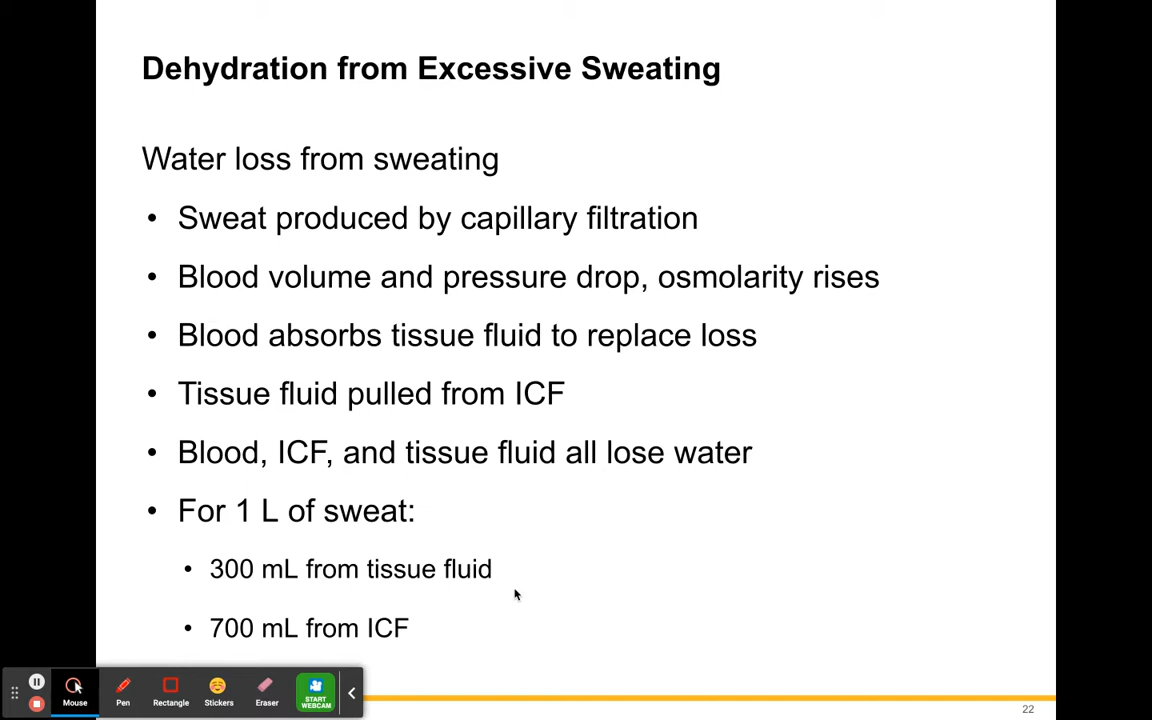 Dehydration from Excessive Sweating
Water loss from sweating
• Sweat produced by capillary filtration
• Blood volume and pressure drop, osmolarity rises
• Blood absorbs tissue fluid to replace loss
• Tissue fluid pulled from ICF
• Blood, ICF, and tissue fluid all lose water
• For 1 L of sweat:
• 300 mL from tissue fluid
• 700 mL from ICF
Mouse Pen Rectangle Stickers Eraser START WEBCAM
22